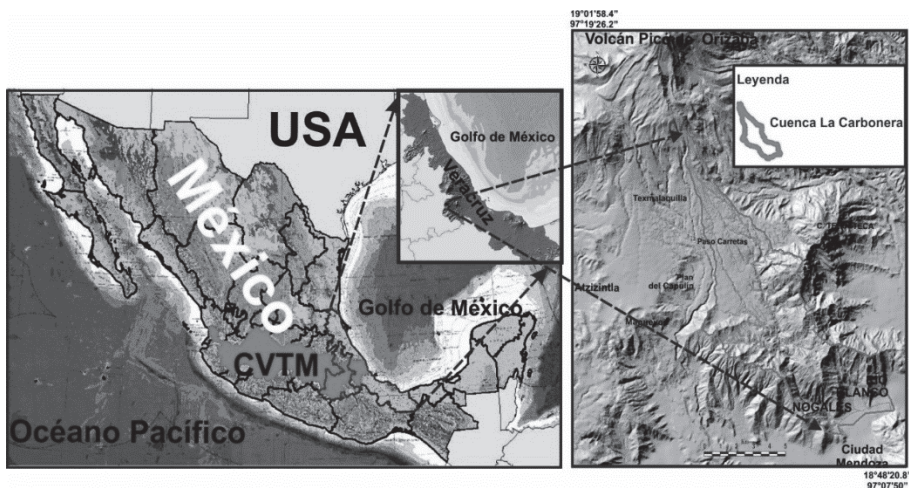 USA
México
CVTM
Océano Pacífico
Golfo de México
Golfo de México
Veracruz
19°01'58.4"
97°19'26.2"
Volcán Pico de Orizaba
Leyenda
Cuenca La Carbonera
Texmalaquilla
Paso Carretas
Plan
del Capulín
Atzizintla
NOGALES
Ciudad
Mendoza
18°48'20.8"
97°07'50"